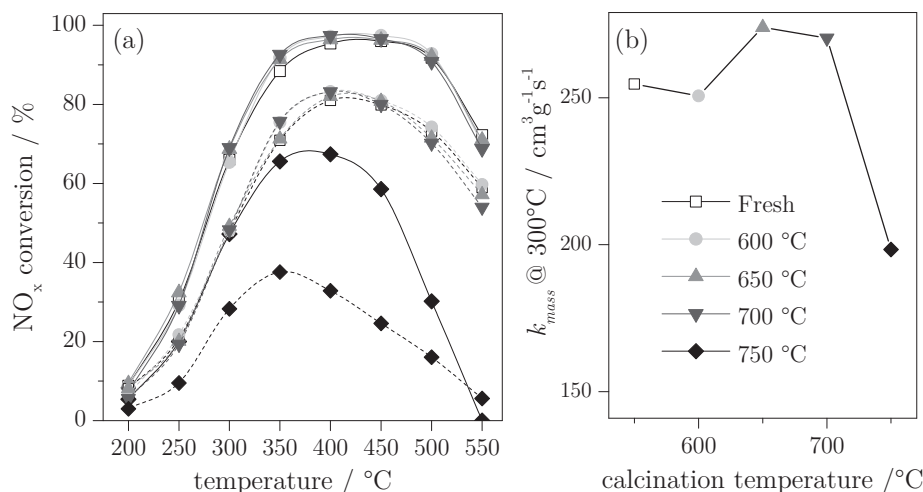 (a)
100
80
60
40
20
0
NOx conversion / %
200 250 300 350 400 450 500 550
temperature / °C
(b)
250
200
150
kmass @ 300°C / cm³g⁻¹s⁻¹
Fresh
600 °C
650 °C
700 °C
750 °C
600 700
calcination temperature /°C